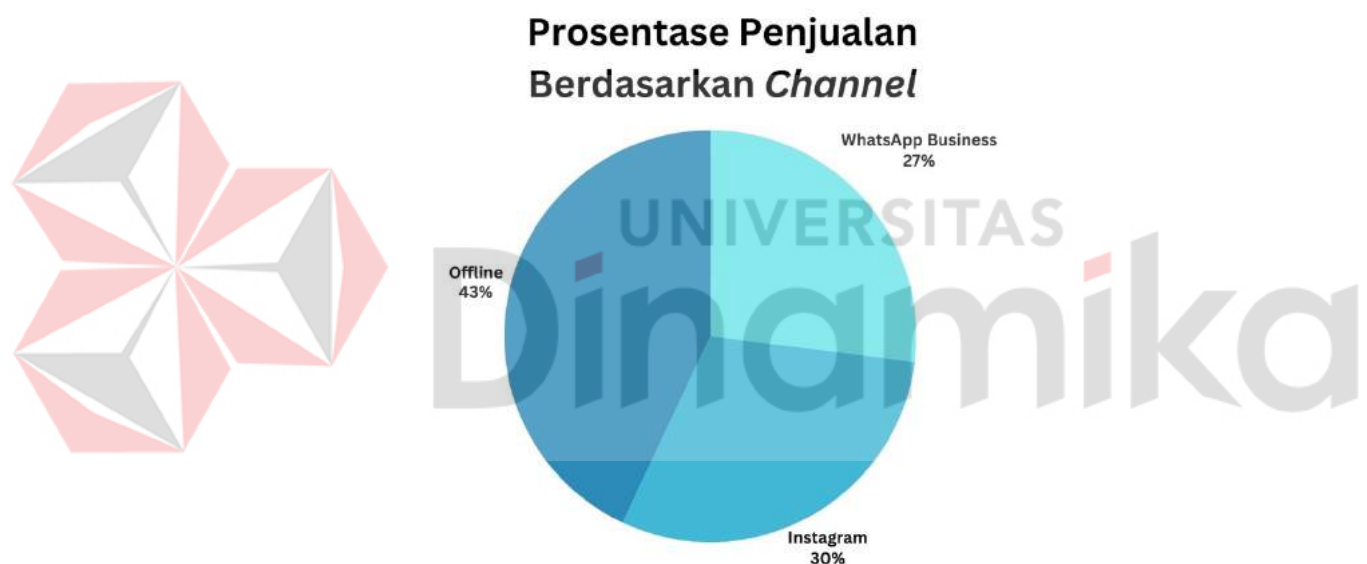 Prosentase Penjualan
Berdasarkan Channel
WhatsApp Business
27%
UNIVERSITAS
Dinamika
Offline
43%
Instagram
30%